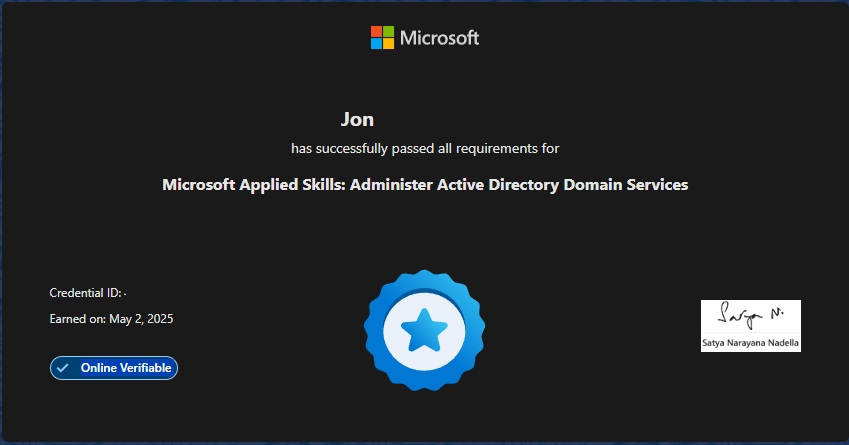 Microsoft
Jon
has successfully passed all requirements for
Microsoft Applied Skills: Administer Active Directory Domain Services
Credential ID:
Earned on: May 2, 2025
Online Verifiable
Satya N.
Satya Narayana Nadella